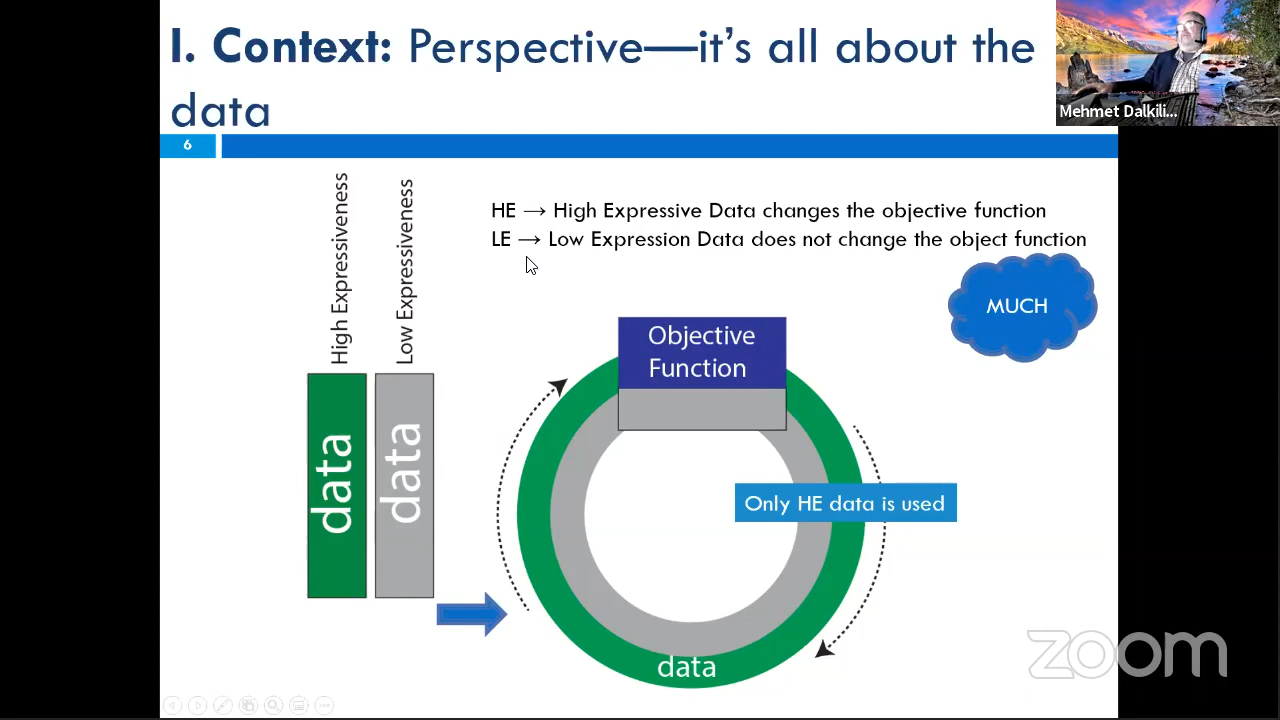 I. Context: Perspective—it's all about the
data
Mehmet Dalkili...
6
High Expressiveness
Low Expressiveness
HE → High Expressive Data changes the objective function
LE → Low Expression Data does not change the object function
MUCH
Objective
Function
data
data
Only HE data is used
data
zoom